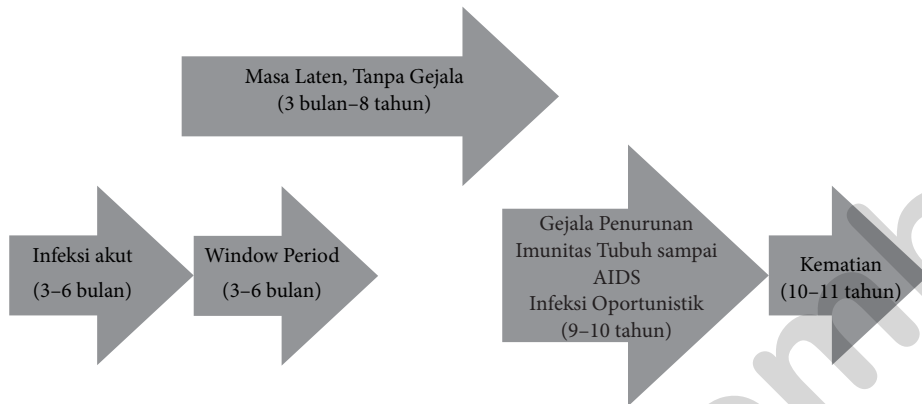 Masa Laten, Tanpa Gejala
(3 bulan–8 tahun)
Infeksi akut
(3–6 bulan)
Window Period
(3–6 bulan)
Gejala Penurunan
Imunitas Tubuh sampai
AIDS
Infeksi Oportunistik
(9–10 tahun)
Kematian
(10–11 tahun)